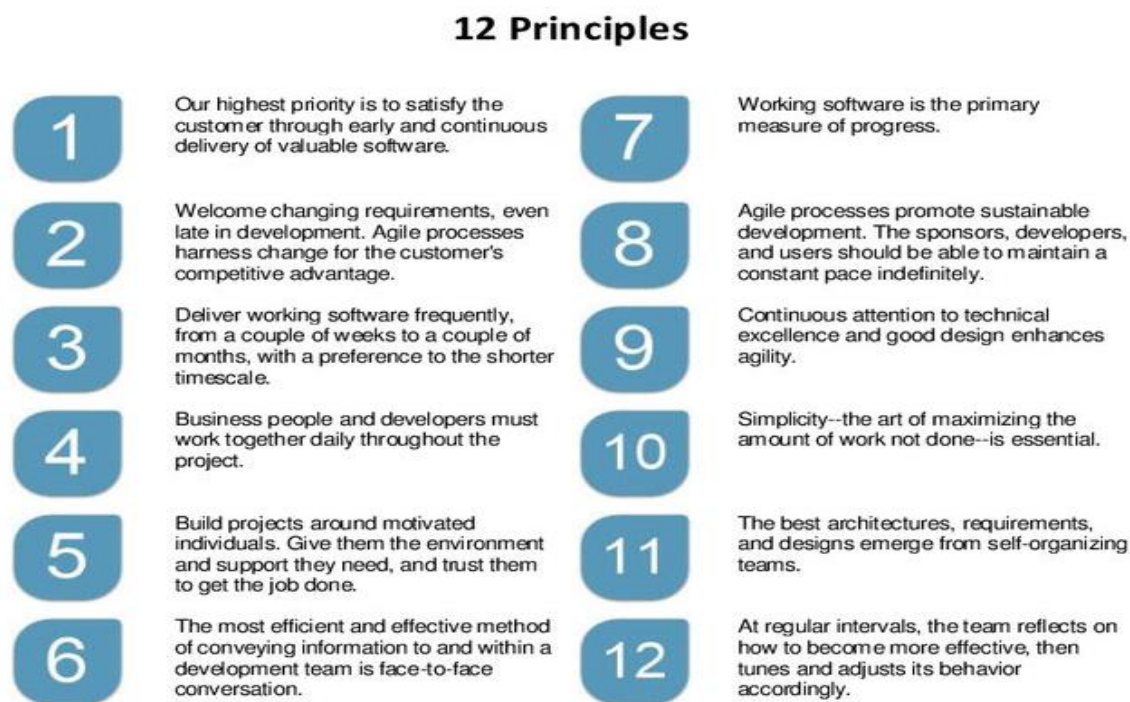 12 Principles
1
Our highest priority is to satisfy the
customer through early and continuous
delivery of valuable software.
2
Welcome changing requirements, even
late in development. Agile processes
harness change for the customer's
competitive advantage.
3
Deliver working software frequently,
from a couple of weeks to a couple of
months, with a preference to the shorter
timescale.
4
Business people and developers must
work together daily throughout the
project.
5
Build projects around motivated
individuals. Give them the environment
and support they need, and trust them
to get the job done.
6
The most efficient and effective method
of conveying information to and within a
development team is face-to-face
conversation.
7
Working software is the primary
measure of progress.
8
Agile processes promote sustainable
development. The sponsors, developers,
and users should be able to maintain a
constant pace indefinitely.
9
Continuous attention to technical
excellence and good design enhances
agility.
10
Simplicity--the art of maximizing the
amount of work not done--is essential.
11
The best architectures, requirements,
and designs emerge from self-organizing
teams.
12
At regular intervals, the team reflects on
how to become more effective, then
tunes and adjusts its behavior
accordingly.